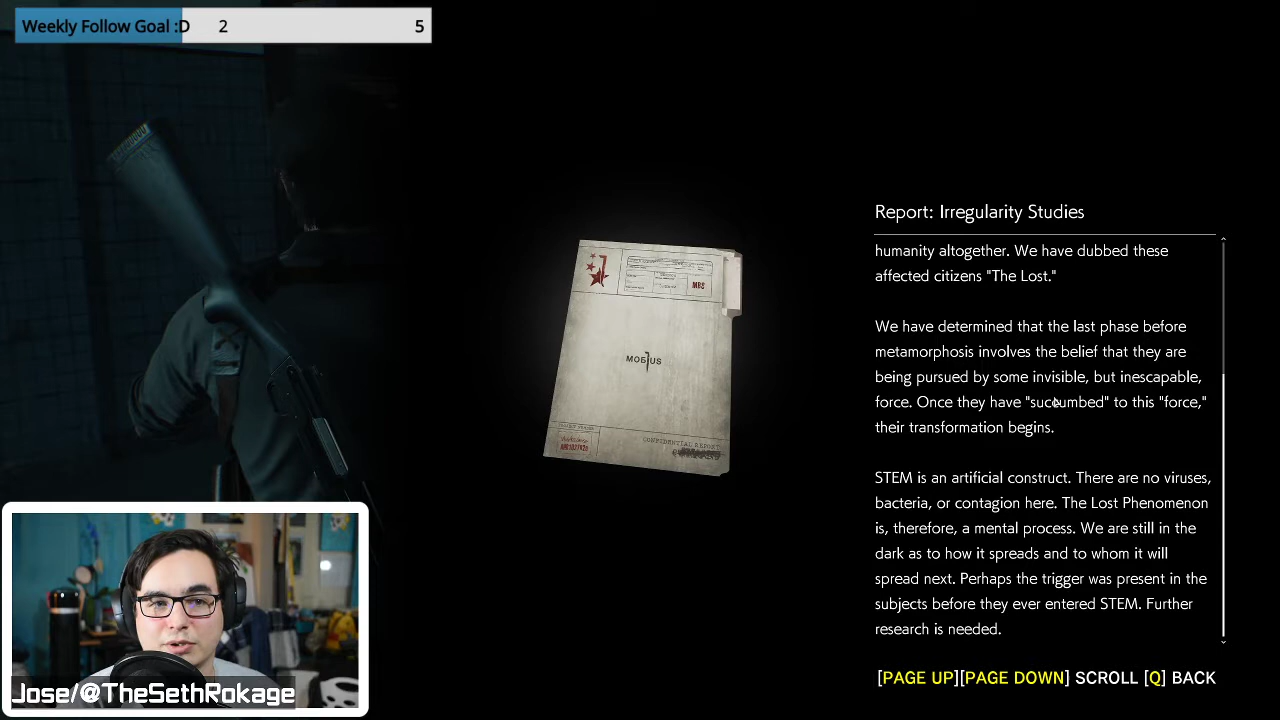 Weekly Follow Goal :D 2 5
Report: Irregularity Studies
humanity altogether. We have dubbed these
affected citizens "The Lost."
We have determined that the last phase before
metamorphosis involves the belief that they are
being pursued by some invisible, but inescapable,
force. Once they have "succumbed" to this "force,"
their transformation begins.
STEM is an artificial construct. There are no viruses,
bacteria, or contagion here. The Lost Phenomenon
is, therefore, a mental process. We are still in the
dark as to how it spreads and to whom it will
spread next. Perhaps the trigger was present in the
subjects before they ever entered STEM. Further
research is needed.
[PAGE UP][PAGE DOWN] SCROLL [Q] BACK
MBS
MOBIUS
CONFIDENTIAL REPORT
Jose/@TheSethRokage